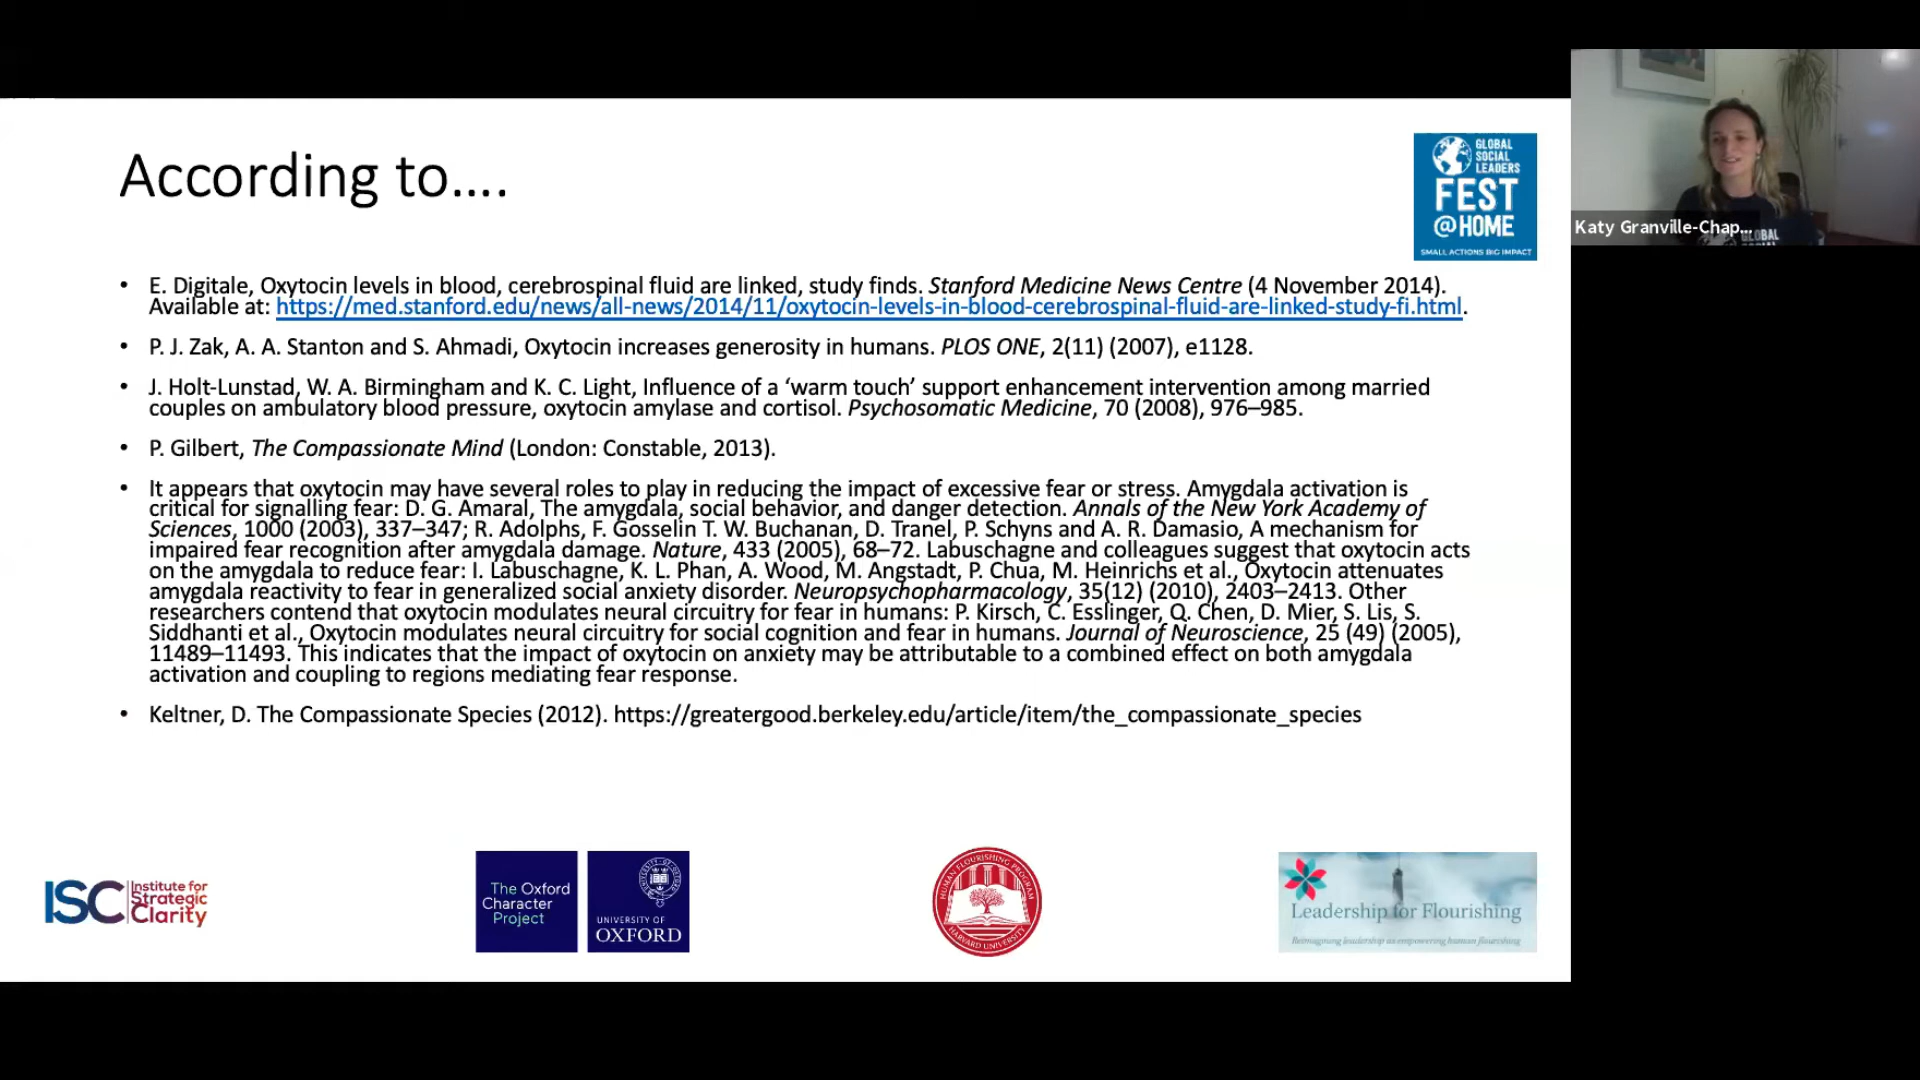 According to....
GLOBAL
SOCIAL
LEADERS
FEST
@HOME
SMALL ACTIONS BIG IMPACT
Katy Granville-Chap...
GLOBAL
• E. Digitale, Oxytocin levels in blood, cerebrospinal fluid are linked, study finds. Stanford Medicine News Centre (4 November 2014).
Available at: https://med.stanford.edu/news/all-news/2014/11/oxytocin-levels-in-blood-cerebrospinal-fluid-are-linked-study-fi.html.
• P. J. Zak, A. A. Stanton and S. Ahmadi, Oxytocin increases generosity in humans. PLOS ONE, 2(11) (2007), e1128.
• J. Holt-Lunstad, W. A. Birmingham and K. C. Light, Influence of a ‘warm touch’ support enhancement intervention among married
couples on ambulatory blood pressure, oxytocin amylase and cortisol. Psychosomatic Medicine, 70 (2008), 976–985.
• P. Gilbert, The Compassionate Mind (London: Constable, 2013).
• It appears that oxytocin may have several roles to play in reducing the impact of excessive fear or stress. Amygdala activation is
critical for signalling fear: D. G. Amaral, The amygdala, social behavior, and danger detection. Annals of the New York Academy of
Sciences, 1000 (2003), 337–347; R. Adolphs, F. Gosselin T. W. Buchanan, D. Tranel, P. Schyns and A. R. Damasio, A mechanism for
impaired fear recognition after amygdala damage. Nature, 433 (2005), 68–72. Labuschagne and colleagues suggest that oxytocin acts
on the amygdala to reduce fear: I. Labuschagne, K. L. Phan, A. Wood, M. Angstadt, P. Chua, M. Heinrichs et al., Oxytocin attenuates
amygdala reactivity to fear in generalized social anxiety disorder. Neuropsychopharmacology, 35(12) (2010), 2403–2413. Other
researchers contend that oxytocin modulates neural circuitry for fear in humans: P. Kirsch, C. Esslinger, Q. Chen, D. Mier, S. Lis, S.
Siddhanti et al., Oxytocin modulates neural circuitry for social cognition and fear in humans. Journal of Neuroscience, 25 (49) (2005),
11489–11493. This indicates that the impact of oxytocin on anxiety may be attributable to a combined effect on both amygdala
activation and coupling to regions mediating fear response.
• Keltner, D. The Compassionate Species (2012). https://greatergood.berkeley.edu/article/item/the_compassionate_species
ISC
Institute for
Strategic
Clarity
The Oxford
Character
Project
UNIVERSITY OF
OXFORD
HUMAN FLOURISHING PROGRAM
HARVARD UNIVERSITY
Leadership for Flourishing
Reimagining leadership as empowering human flourishing